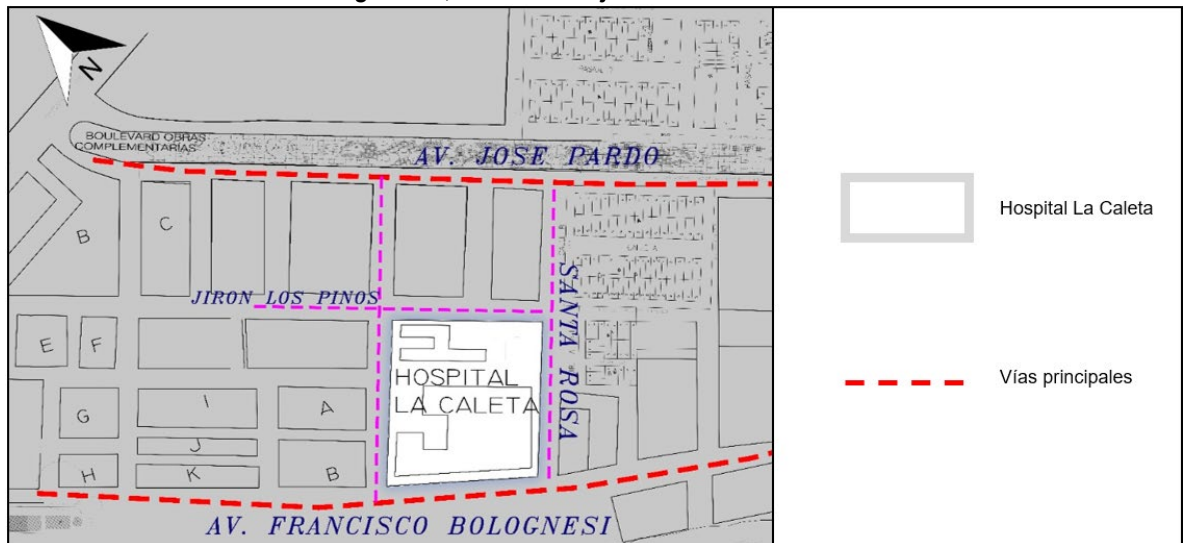 N
BOULEVARD OBRAS
COMPLEMENTARIAS
AV. JOSE PARDO
B
C
JIRON LOS PINOS
SANTA ROSA
E
F
HOSPITAL
LA CALETA
G
I
A
J
H
K
B
AV. FRANCISCO BOLOGNESI
Hospital La Caleta
Vías principales